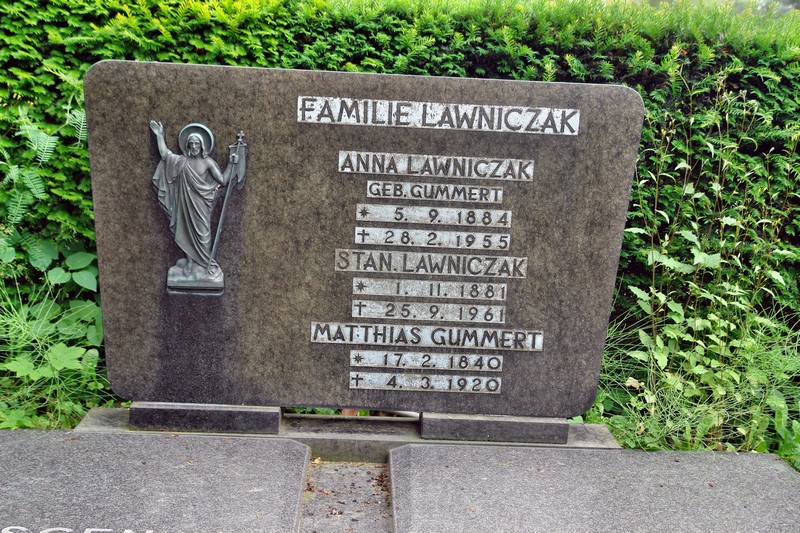 FAMILIE LAWNICZAK
ANNA LAWNICZAK
GEB. GUMMERT
* 5. 9. 1884
† 28. 2. 1955
STAN. LAWNICZAK
* 1. 11. 1881
† 25. 9. 1961
MATTHIAS GUMMERT
* 17. 2. 1840
† 4. 3. 1920